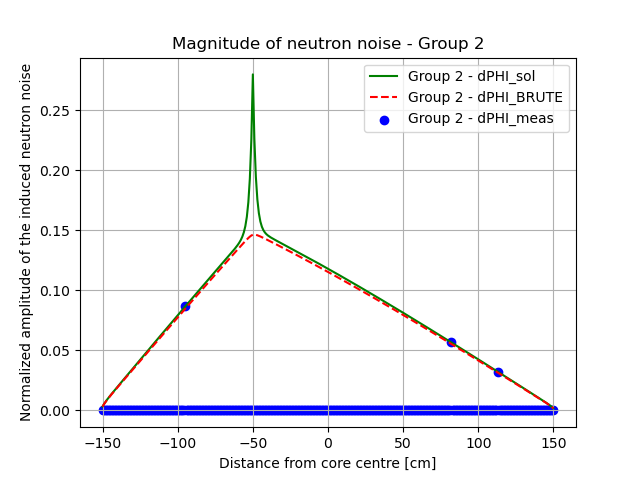 Magnitude of neutron noise - Group 2
Normalized amplitude of the induced neutron noise
0.25
0.20
0.15
0.10
0.05
0.00
Group 2 - dPHI_sol
Group 2 - dPHI_BRUTE
Group 2 - dPHI_meas
−150
−100
−50
0
50
100
150
Distance from core centre [cm]